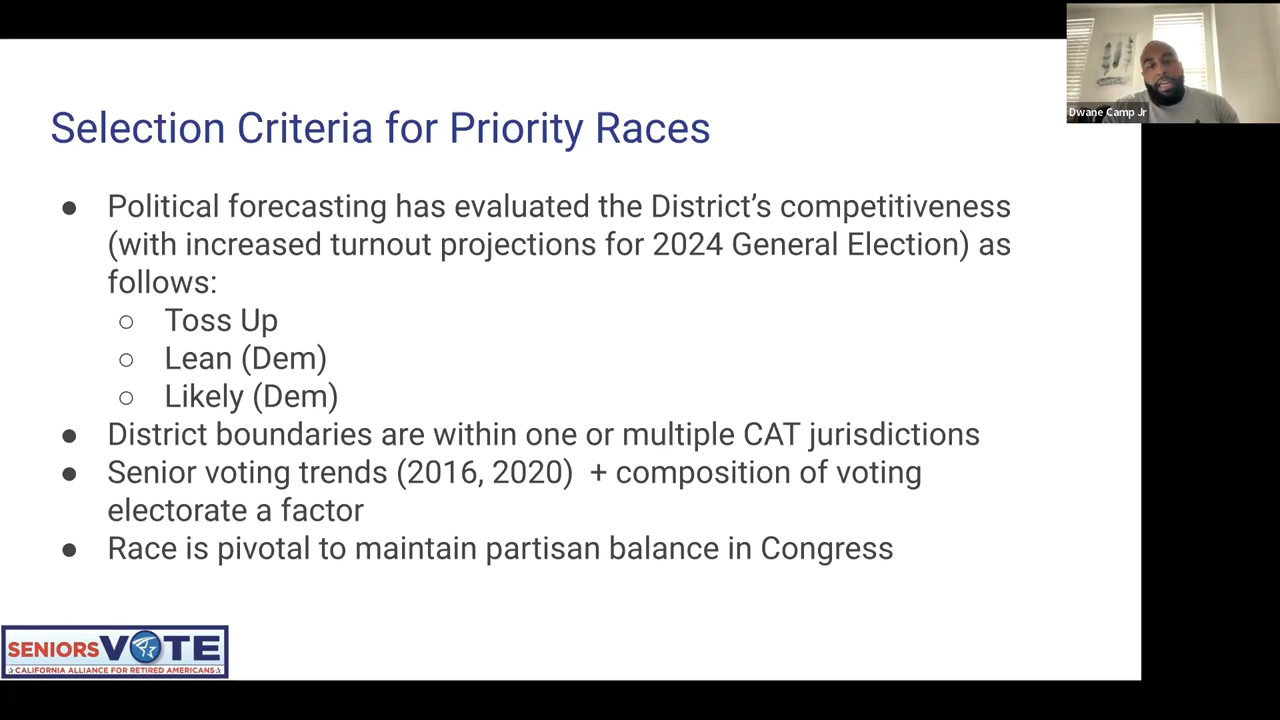 Dwane Camp Jr
Selection Criteria for Priority Races
● Political forecasting has evaluated the District's competitiveness
(with increased turnout projections for 2024 General Election) as
follows:
○ Toss Up
○ Lean (Dem)
○ Likely (Dem)
● District boundaries are within one or multiple CAT jurisdictions
● Senior voting trends (2016, 2020) + composition of voting
electorate a factor
● Race is pivotal to maintain partisan balance in Congress
SENIORS VOTE
CALIFORNIA ALLIANCE FOR RETIRED AMERICANS